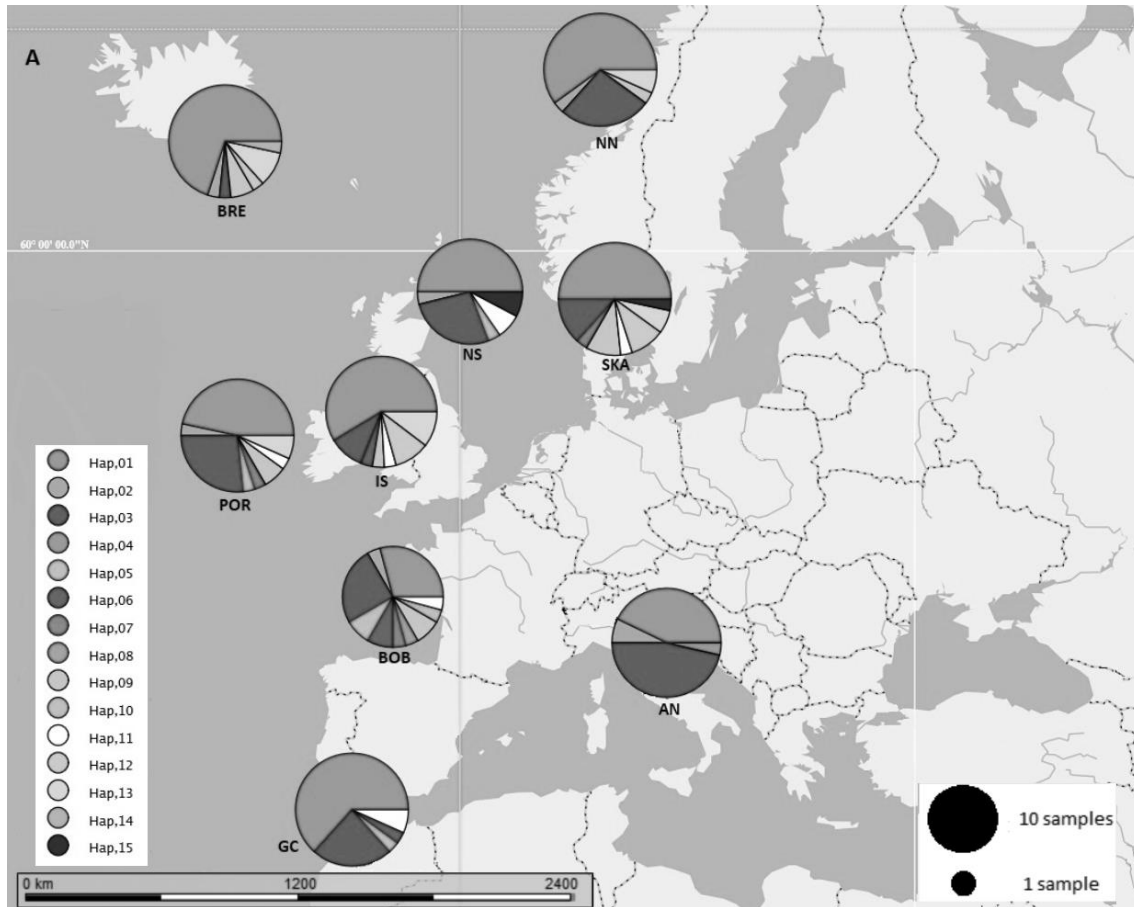 A
NN
BRE
60° 00' 00.0"N
NS
SKA
IS
POR
BOB
AN
GC
Hap,01
Hap,02
Hap,03
Hap,04
Hap,05
Hap,06
Hap,07
Hap,08
Hap,09
Hap,10
Hap,11
Hap,12
Hap,13
Hap,14
Hap,15
10 samples
1 sample
0 km 1200 2400